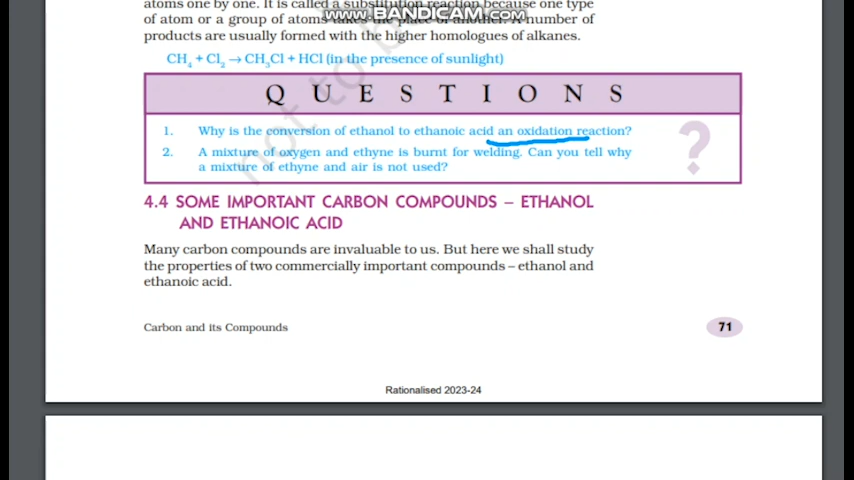 atoms one by one. It is called a substitution reaction because one type
of atom or a group of atoms takes the place of another. A number of
www.BANDICAM.com
products are usually formed with the higher homologues of alkanes.
CH₄ + Cl₂ → CH₃Cl + HCl (in the presence of sunlight)
QUESTIONS
1. Why is the conversion of ethanol to ethanoic acid an oxidation reaction?
2. A mixture of oxygen and ethyne is burnt for welding. Can you tell why
a mixture of ethyne and air is not used?
?
not to b
4.4 SOME IMPORTANT CARBON COMPOUNDS – ETHANOL
AND ETHANOIC ACID
Many carbon compounds are invaluable to us. But here we shall study
the properties of two commercially important compounds – ethanol and
ethanoic acid.
Carbon and its Compounds
71
Rationalised 2023-24